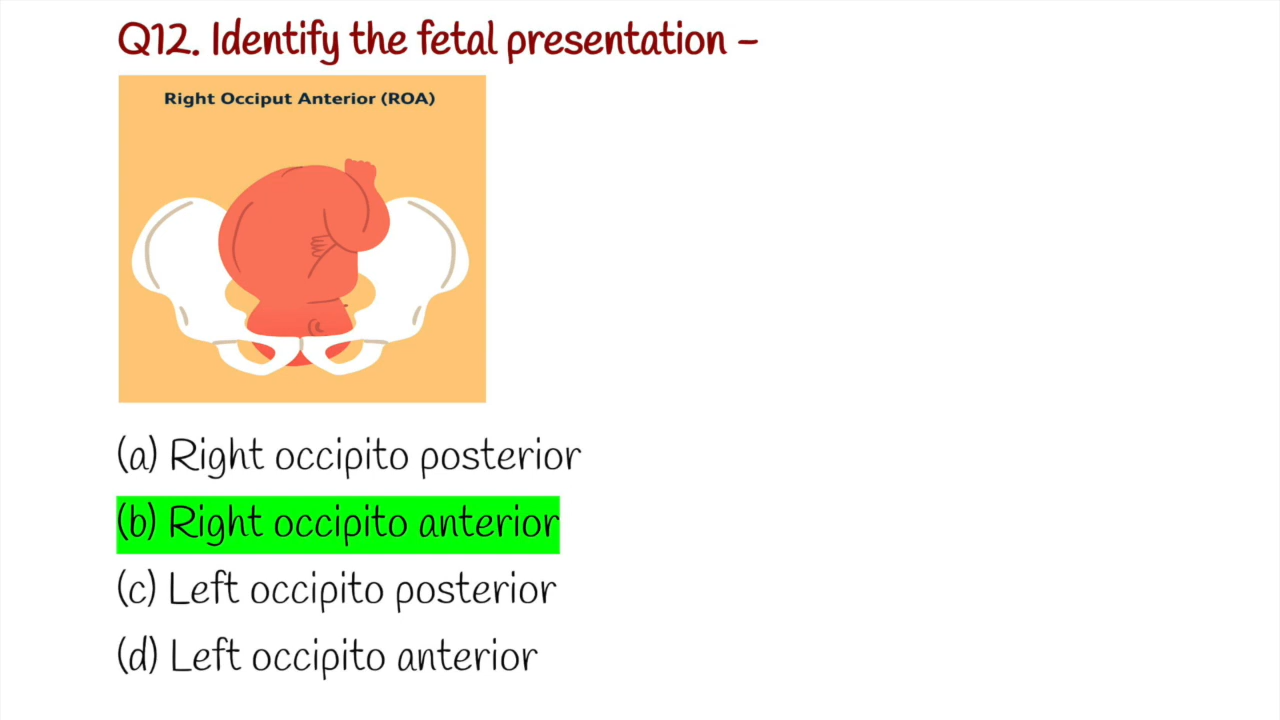 Q12. Identify the fetal presentation –
Right Occiput Anterior (ROA)
(a) Right occipito posterior
(b) Right occipito anterior
(c) Left occipito posterior
(d) Left occipito anterior